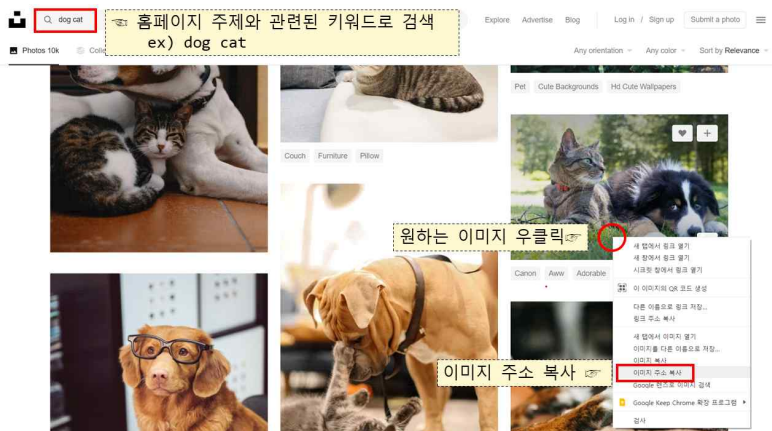 dog cat
☜ 홈페이지 주제와 관련된 키워드로 검색
ex) dog cat
Explore Advertise Blog Log in / Sign up Submit a photo
Photos 10k
Any orientation Any color Sort by Relevance
Pet Cute Backgrounds Hd Cute Wallpapers
Couch Furniture Pillow
원하는 이미지 우클릭☞
새 탭에서 링크 열기
새 창에서 링크 열기
시크릿 창에서 링크 열기
Canon Aww Adorable
이 이미지의 QR 코드 생성
다른 이름으로 링크 저장...
링크 주소 복사
새 탭에서 이미지 열기
이미지를 다른 이름으로 저장...
이미지 복사
이미지 주소 복사 ☞
이미지 주소 복사
Google 렌즈로 이미지 검색
Google Keep Chrome 확장 프로그램
검사